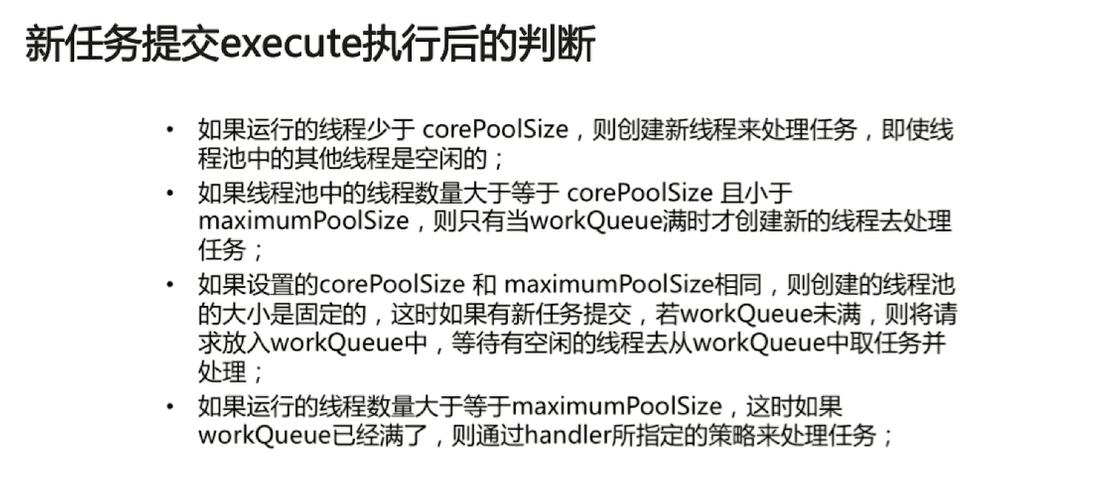 新任务提交execute执行后的判断
• 如果运行的线程少于 corePoolSize，则创建新线程来处理任务，即使线
程池中的其他线程是空闲的；
• 如果线程池中的线程数量大于等于 corePoolSize 且小于
maximumPoolSize，则只有当workQueue满时才创建新的线程去处理
任务；
• 如果设置的corePoolSize 和 maximumPoolSize相同，则创建的线程池
的大小是固定的，这时如果有新任务提交，若workQueue未满，则将请
求放入workQueue中，等待有空闲的线程去从workQueue中取任务并
处理；
• 如果运行的线程数量大于等于maximumPoolSize，这时如果
workQueue已经满了，则通过handler所指定的策略来处理任务；